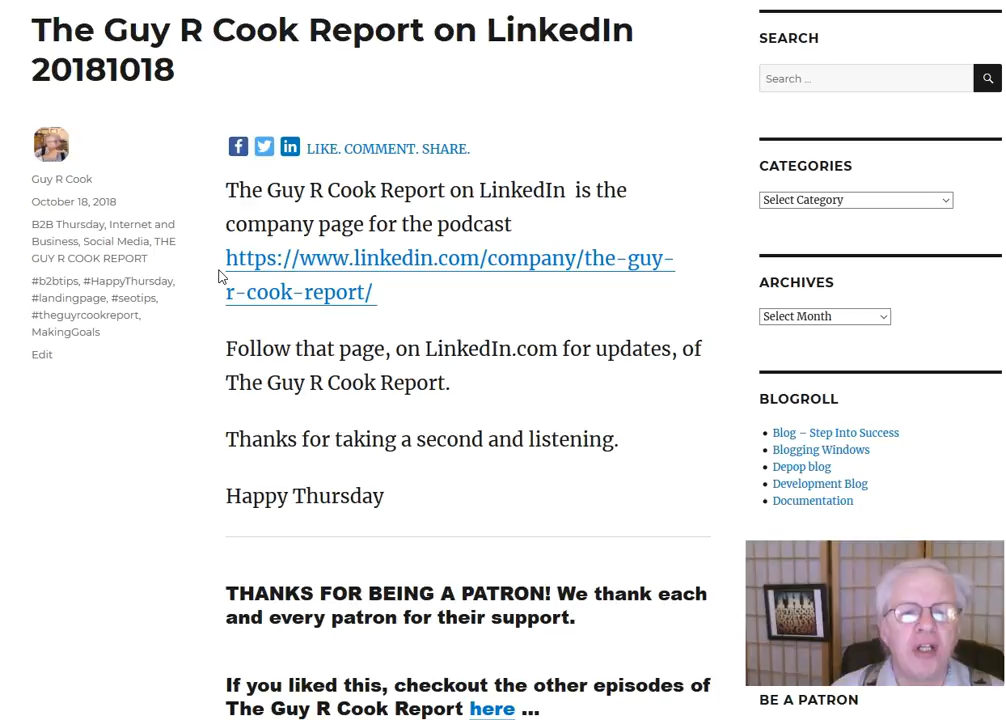 The Guy R Cook Report on LinkedIn
20181018
Guy R Cook
October 18, 2018
B2B Thursday, Internet and
Business, Social Media, THE
GUY R COOK REPORT
#b2btips, #HappyThursday,
#landingpage, #seotips,
#theguyrcookreport,
MakingGoals
Edit
LIKE. COMMENT. SHARE.
The Guy R Cook Report on LinkedIn is the
company page for the podcast
https://www.linkedin.com/company/the-guy-
r-cook-report/
Follow that page, on LinkedIn.com for updates, of
The Guy R Cook Report.
Thanks for taking a second and listening.
Happy Thursday
THANKS FOR BEING A PATRON! We thank each
and every patron for their support.
If you liked this, checkout the other episodes of
The Guy R Cook Report here ...
SEARCH
Search ...
CATEGORIES
Select Category
ARCHIVES
Select Month
BLOGROLL
Blog – Step Into Success
Blogging Windows
Depop blog
Development Blog
Documentation
BE A PATRON